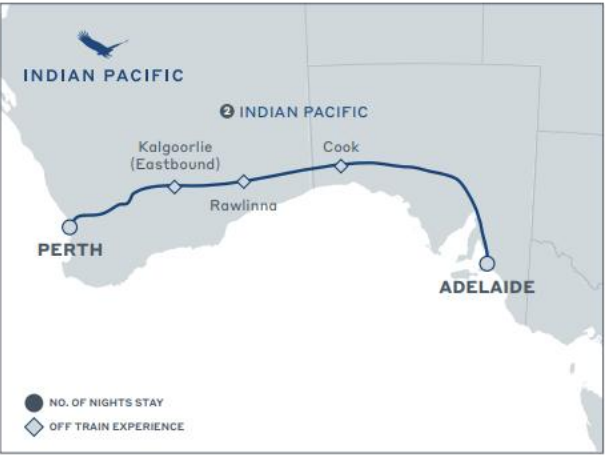 INDIAN PACIFIC
2 INDIAN PACIFIC
Kalgoorlie
(Eastbound)
Cook
Rawlinna
PERTH
ADELAIDE
NO. OF NIGHTS STAY
OFF TRAIN EXPERIENCE